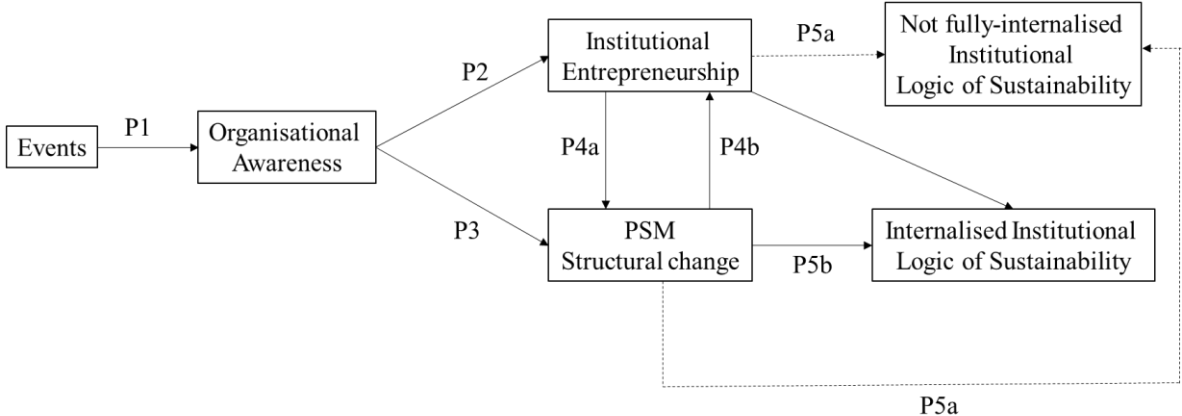 Events
P1
Organisational
Awareness
P2
P3
Institutional
Entrepreneurship
P4a
P4b
PSM
Structural change
P5a
Not fully-internalised
Institutional
Logic of Sustainability
P5b
Internalised Institutional
Logic of Sustainability
P5a